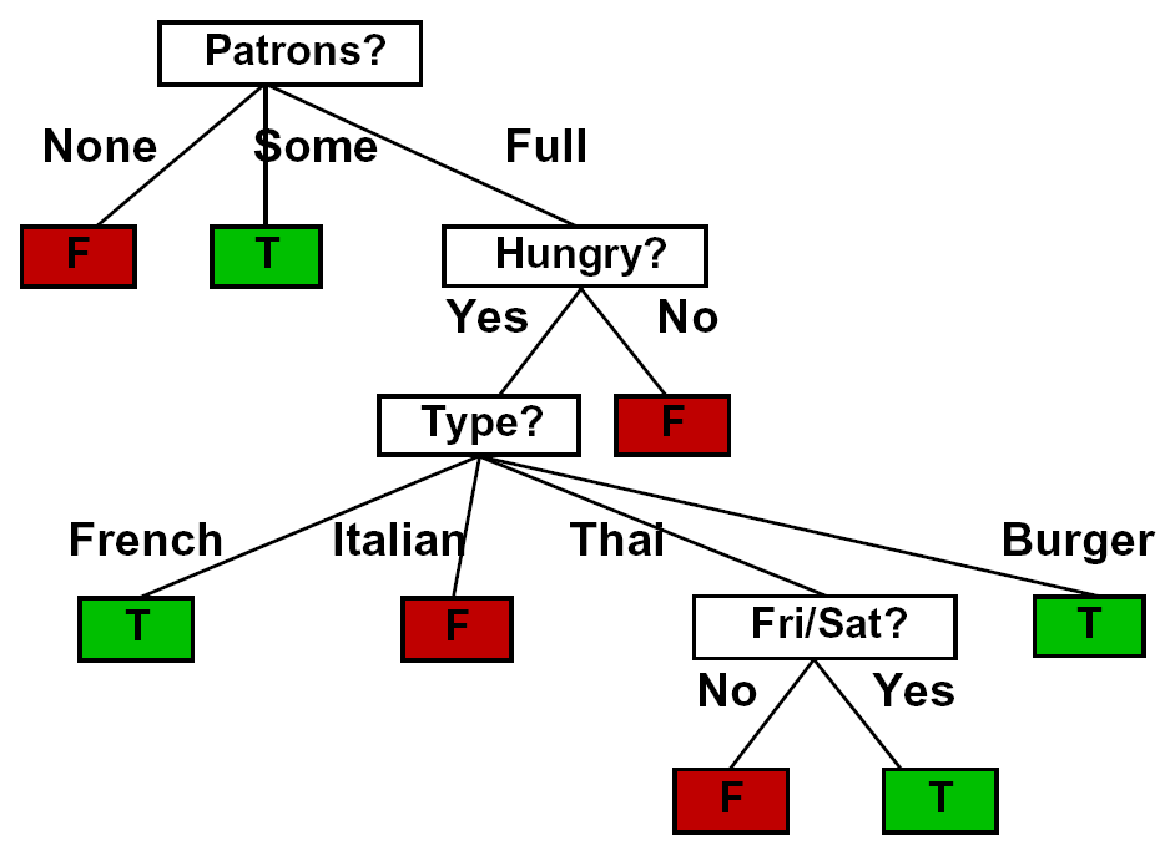 Patrons?
None Some Full
F T Hungry?
Yes No
Type? F
French Italian Thai Burger
T F Fri/Sat? T
No Yes
F T